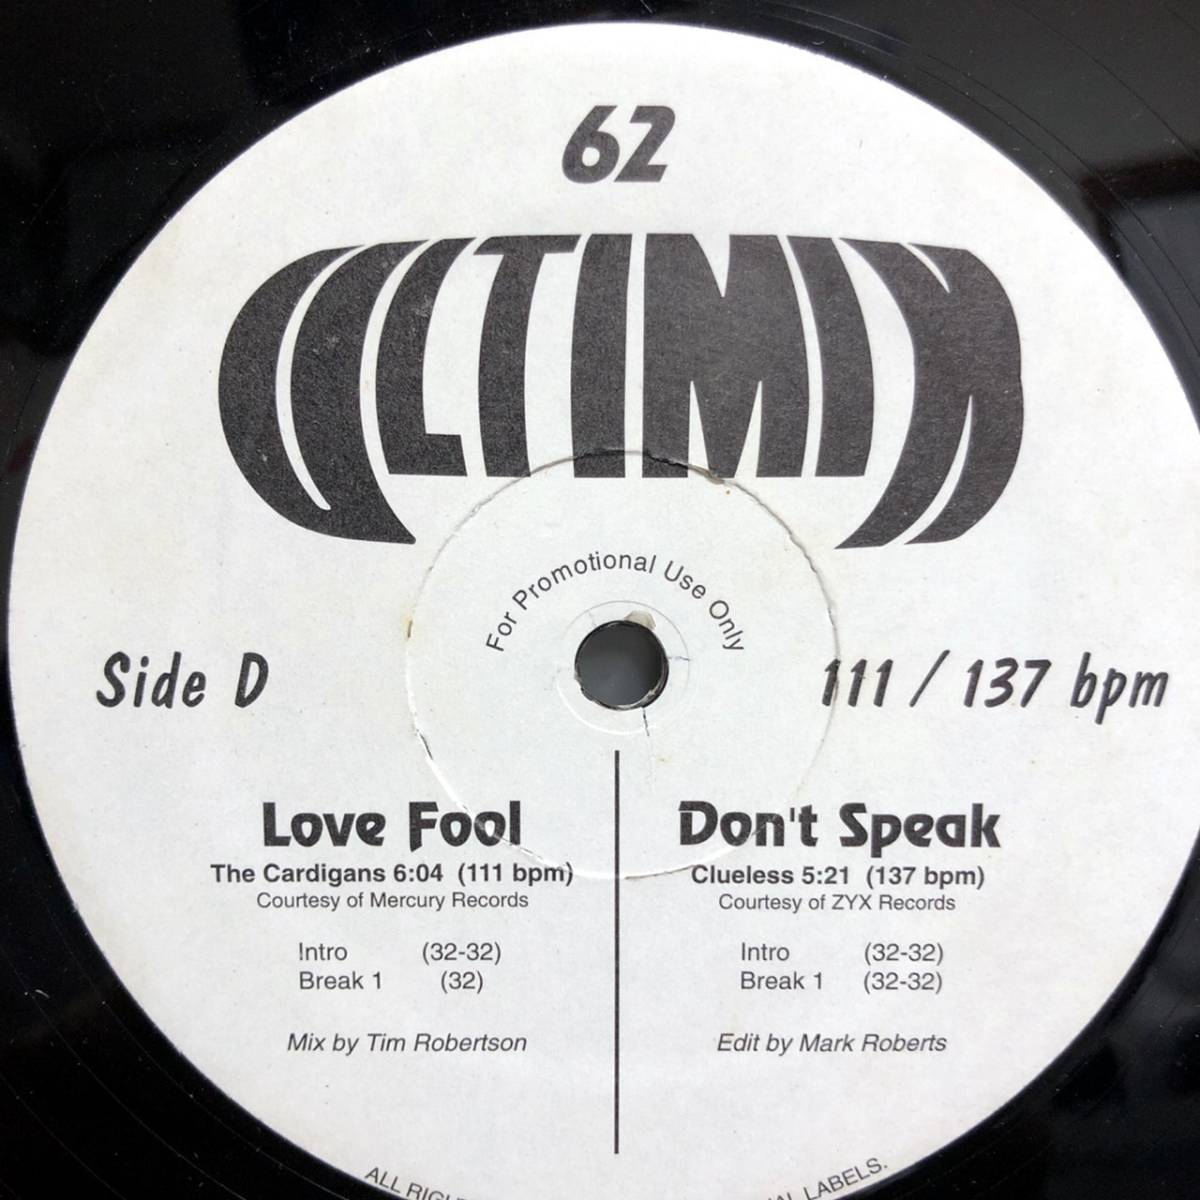 62
ULTIMIX
For Promotional Use Only
Side D
111 / 137 bpm
Love Fool
The Cardigans 6:04 (111 bpm)
Courtesy of Mercury Records
Intro (32-32)
Break 1 (32)
Mix by Tim Robertson
Don't Speak
Clueless 5:21 (137 bpm)
Courtesy of ZYX Records
Intro (32-32)
Break 1 (32-32)
Edit by Mark Roberts
ALL LABELS.